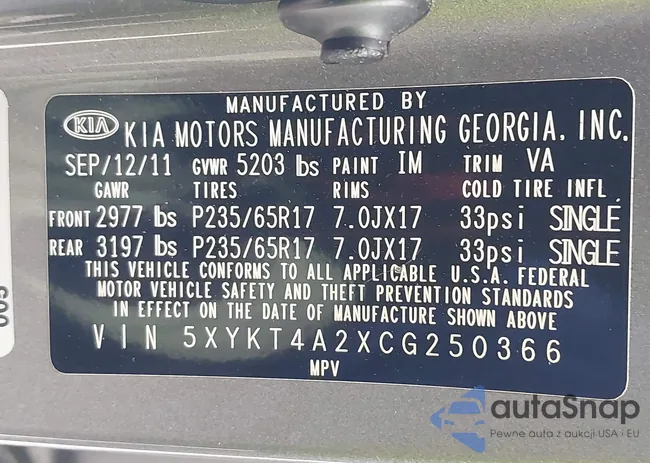 MANUFACTURED BY
KIA KIA MOTORS MANUFACTURING GEORGIA, INC.
SEP/12/11 GVWR 5203 lbs PAINT IM TRIM VA
GAWR TIRES RIMS COLD TIRE INFL.
FRONT 2977 lbs P235/65R17 7.0JX17 33psi SINGLE
REAR 3197 lbs P235/65R17 7.0JX17 33psi SINGLE
THIS VEHICLE CONFORMS TO ALL APPLICABLE U.S.A. FEDERAL
MOTOR VEHICLE SAFETY AND THEFT PREVENTION STANDARDS
IN EFFECT ON THE DATE OF MANUFACTURE SHOWN ABOVE
VIN 5XYKT4A2XCG250366
MPV
autaSnap
Pewne auta z aukcji USA i EU